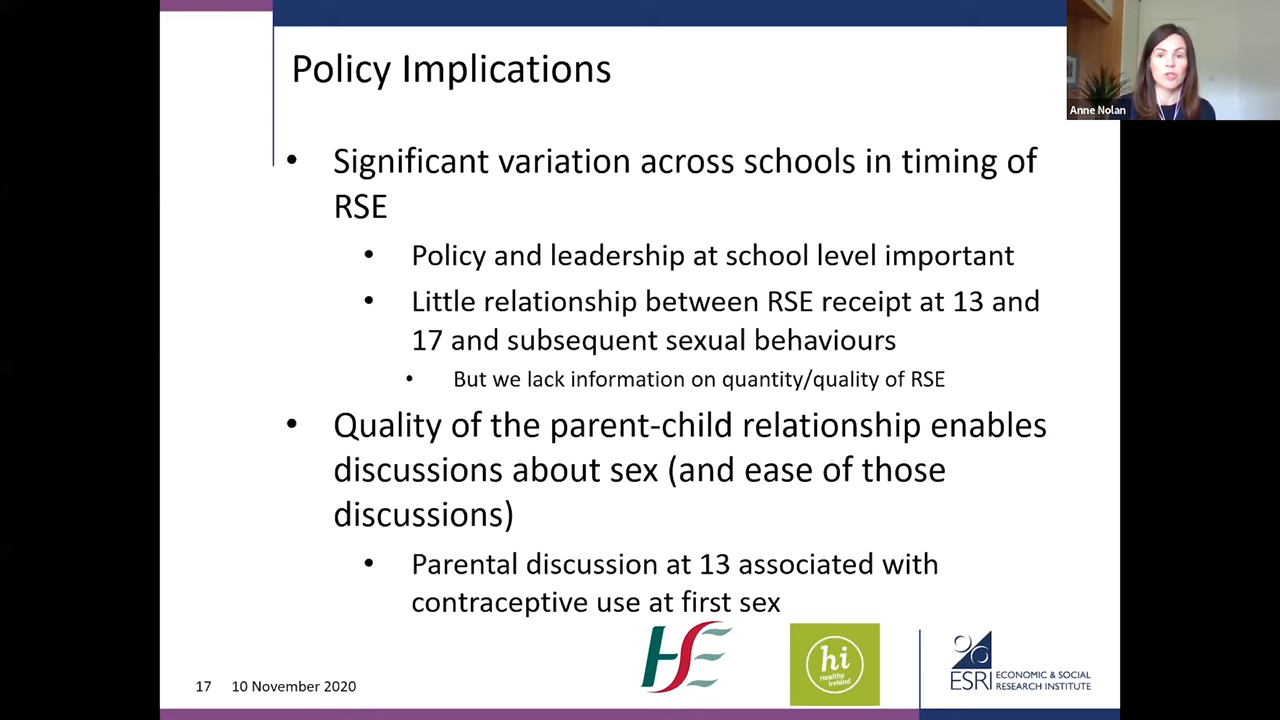 Policy Implications
Anne Nolan
• Significant variation across schools in timing of
RSE
• Policy and leadership at school level important
• Little relationship between RSE receipt at 13 and
17 and subsequent sexual behaviours
• But we lack information on quantity/quality of RSE
• Quality of the parent-child relationship enables
discussions about sex (and ease of those
discussions)
• Parental discussion at 13 associated with
contraceptive use at first sex
HSE
hi
Healthy
Ireland
ESRI
ECONOMIC & SOCIAL
RESEARCH INSTITUTE
17 10 November 2020